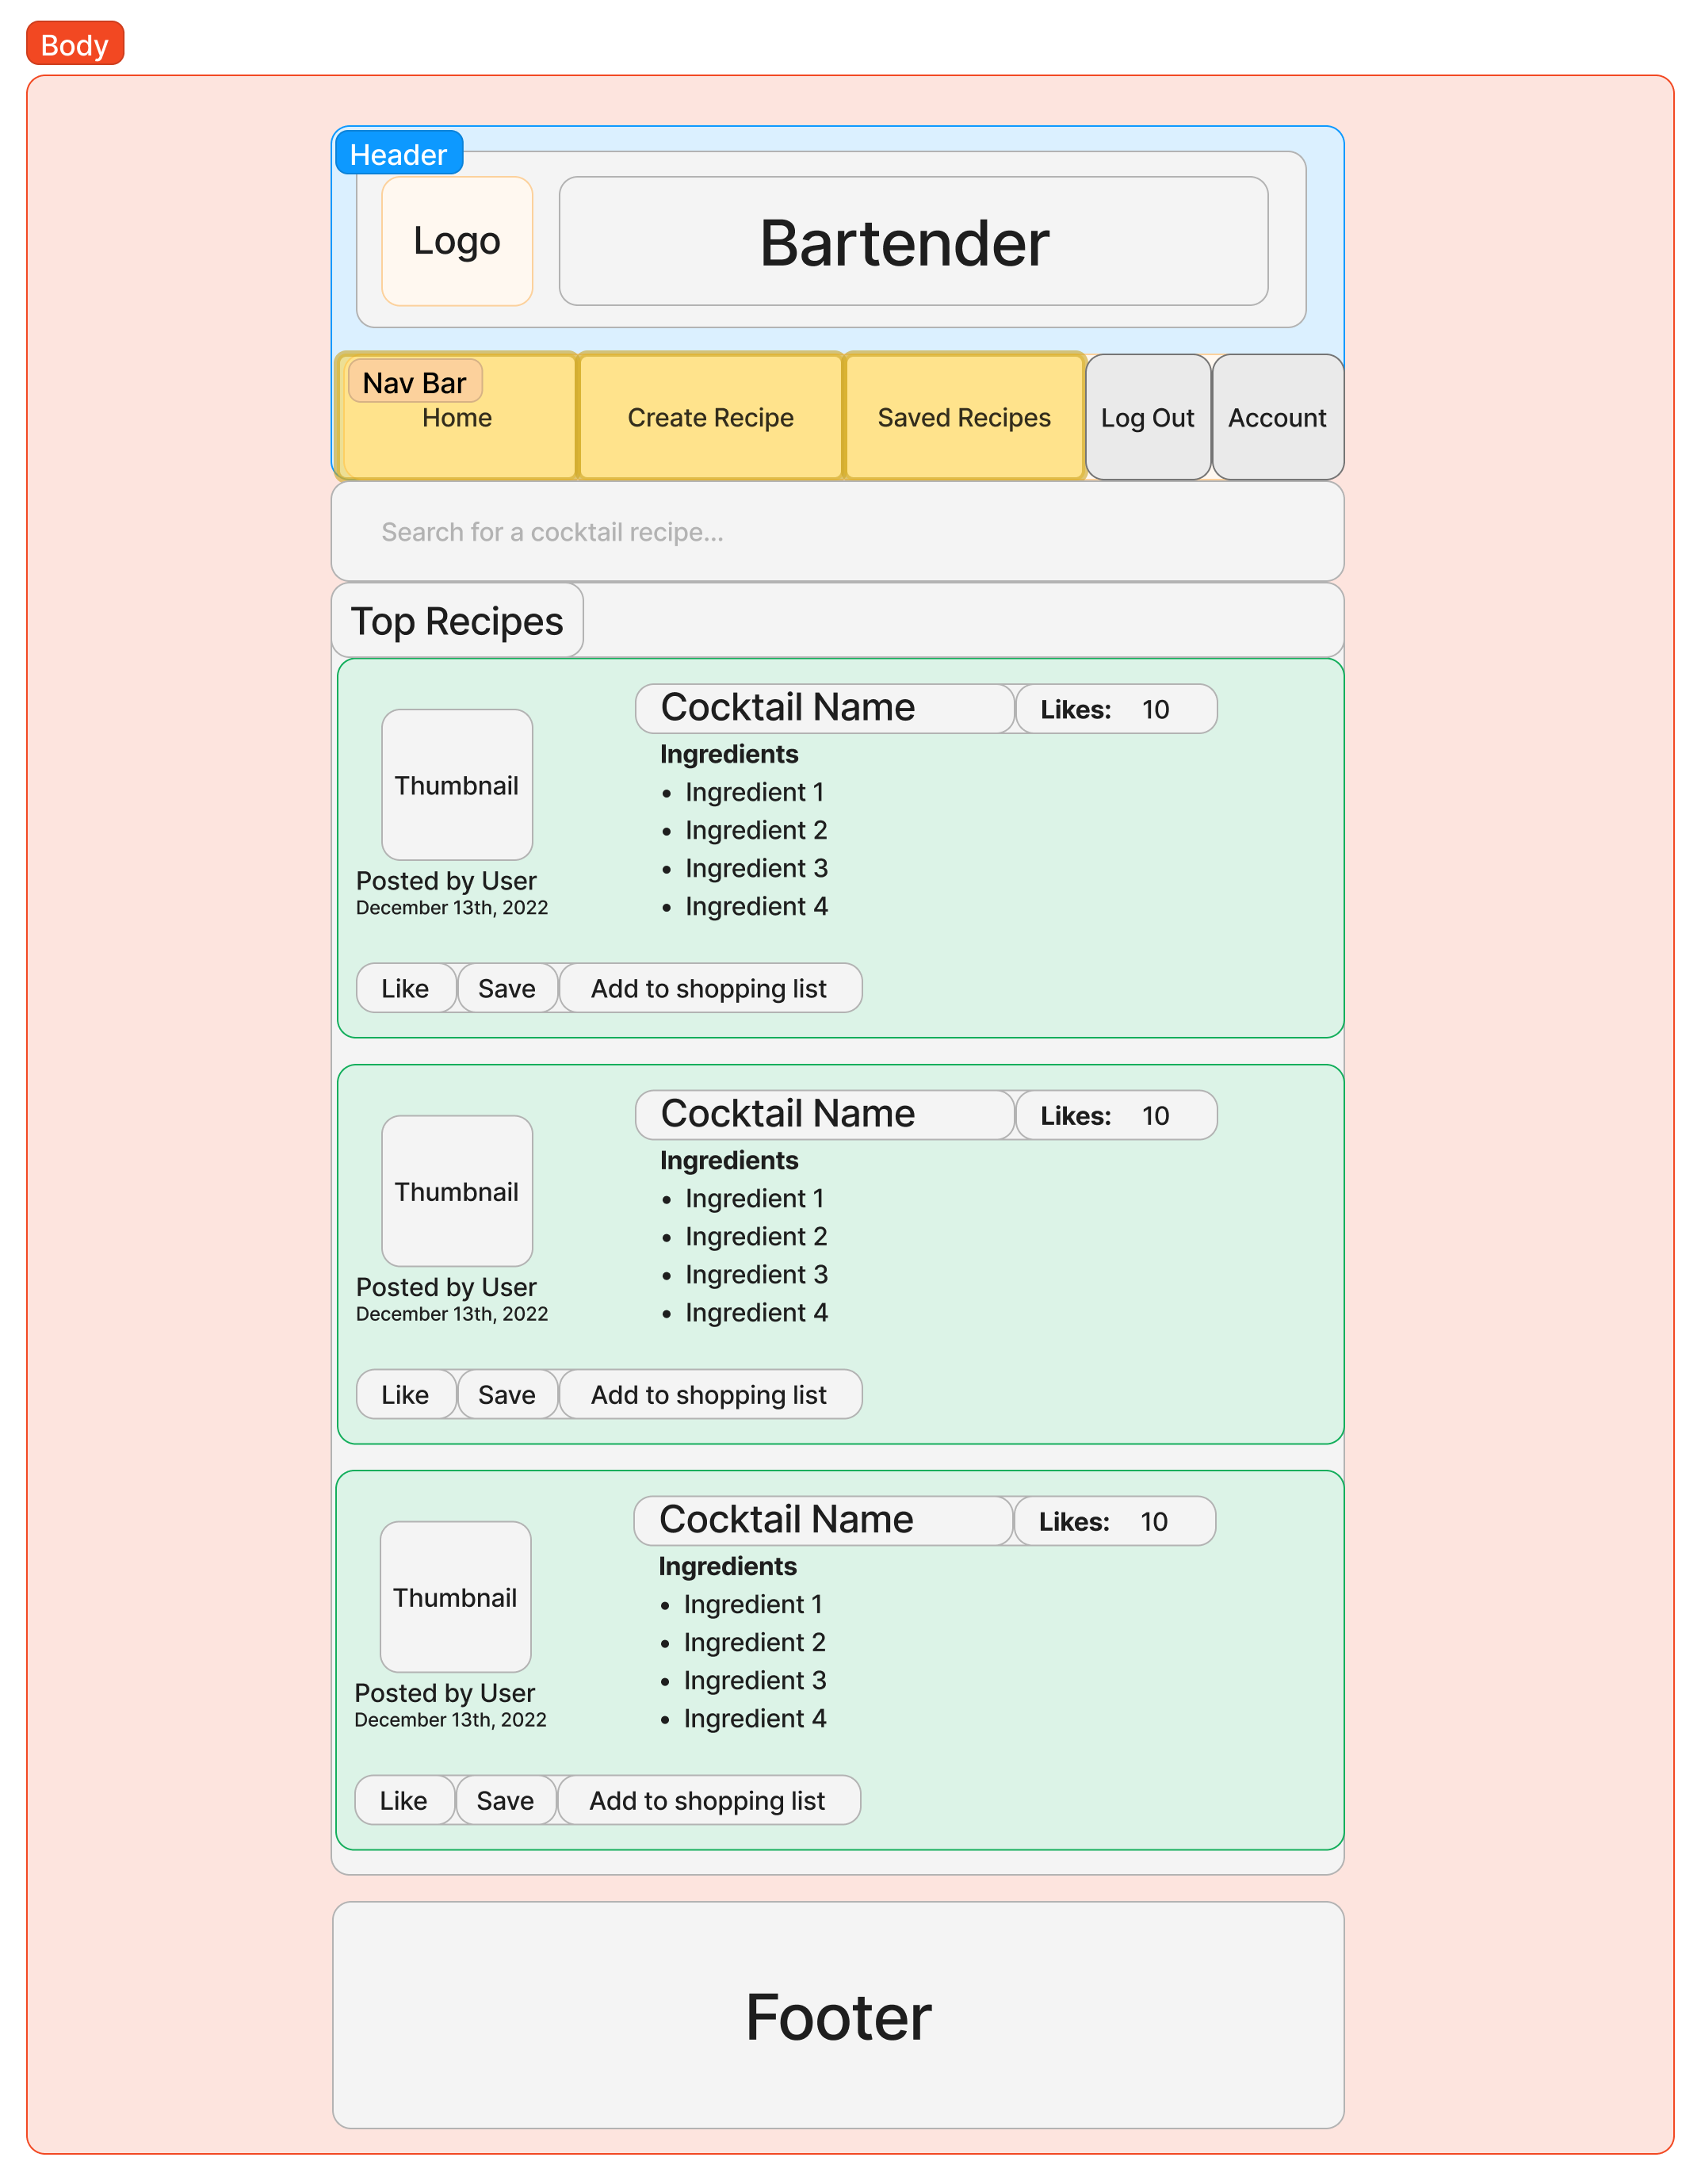 Body
Header
Logo
Bartender
Nav Bar
Home
Create Recipe
Saved Recipes
Log Out
Account
Search for a cocktail recipe...
Top Recipes
Cocktail Name
Likes: 10
Thumbnail
Ingredients
• Ingredient 1
• Ingredient 2
• Ingredient 3
• Ingredient 4
Posted by User
December 13th, 2022
Like
Save
Add to shopping list
Cocktail Name
Likes: 10
Thumbnail
Ingredients
• Ingredient 1
• Ingredient 2
• Ingredient 3
• Ingredient 4
Posted by User
December 13th, 2022
Like
Save
Add to shopping list
Cocktail Name
Likes: 10
Thumbnail
Ingredients
• Ingredient 1
• Ingredient 2
• Ingredient 3
• Ingredient 4
Posted by User
December 13th, 2022
Like
Save
Add to shopping list
Footer